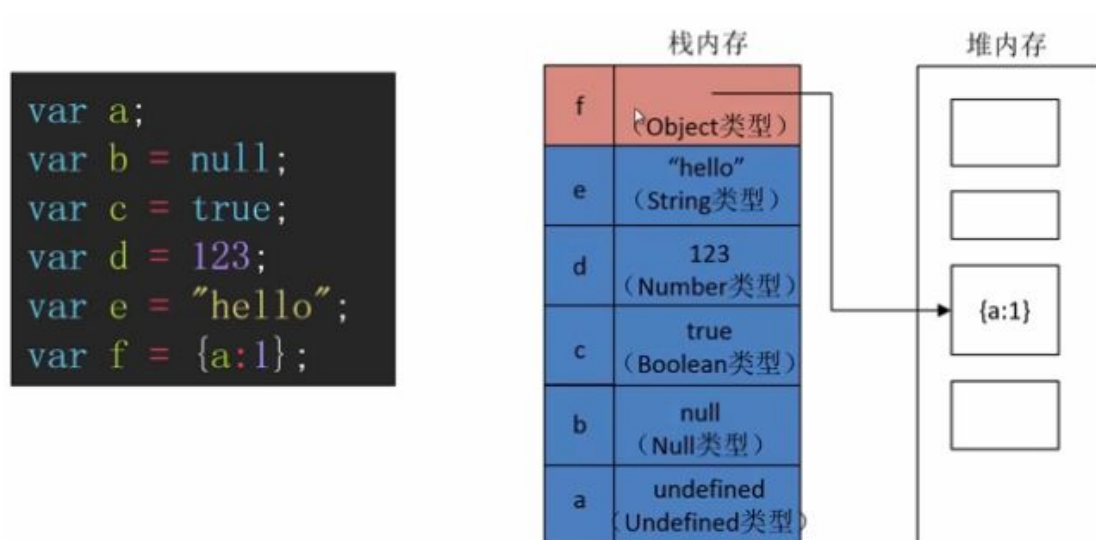 var a;
var b = null;
var c = true;
var d = 123;
var e = "hello";
var f = {a:1};
栈内存
f
（Object类型）
e
“hello”
（String类型）
d
123
（Number类型）
c
true
（Boolean类型）
b
null
（Null类型）
a
undefined
（Undefined类型）
堆内存
{a:1}